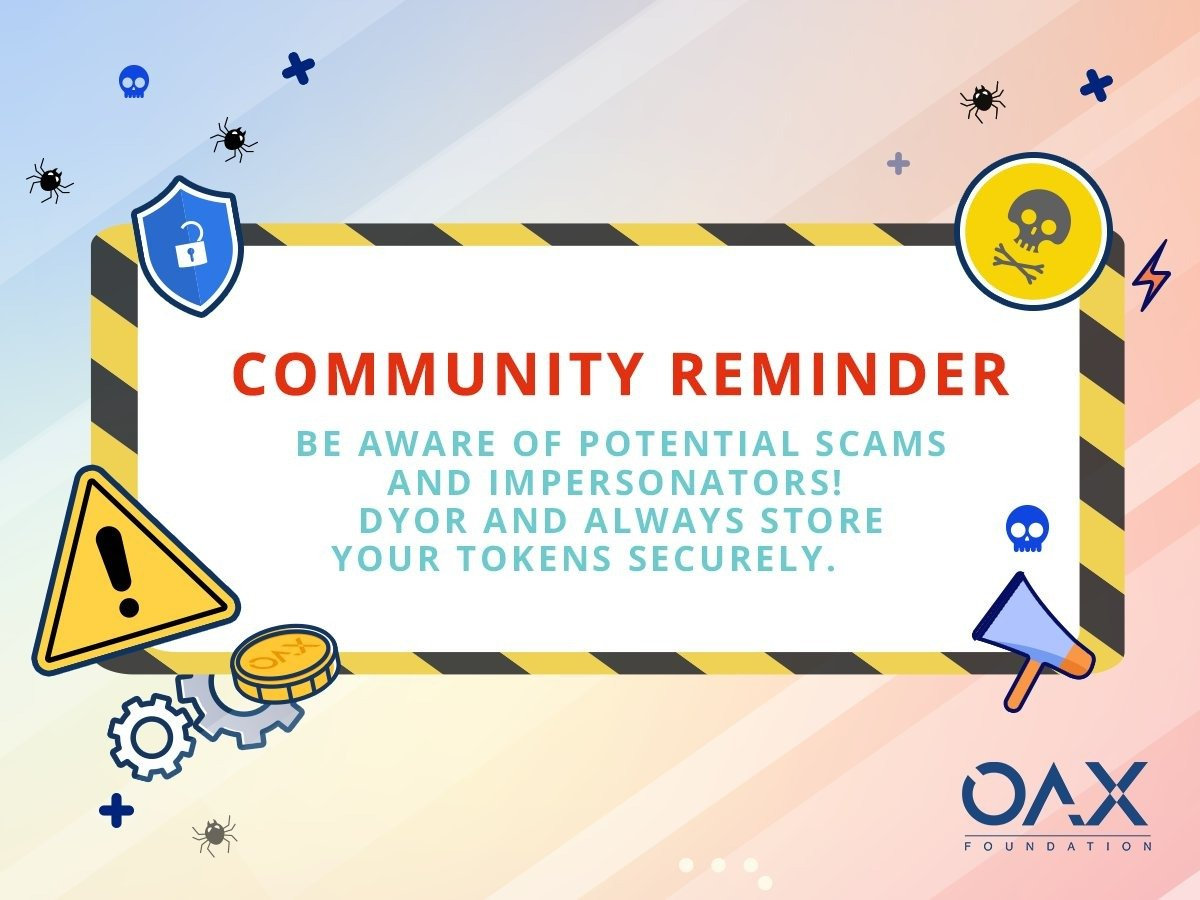 COMMUNITY REMINDER
BE AWARE OF POTENTIAL SCAMS
AND IMPERSONATORS!
DYOR AND ALWAYS STORE
YOUR TOKENS SECURELY.
OAX
OAX
FOUNDATION